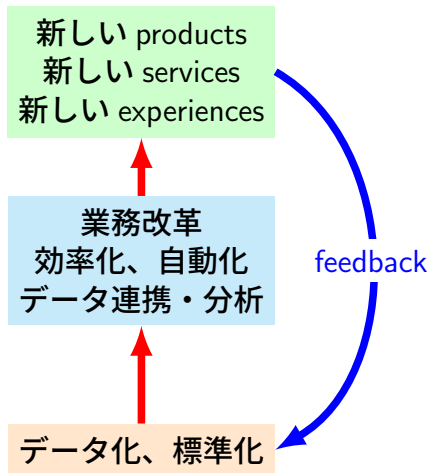 新しい products
新しい services
新しい experiences
業務改革
効率化、自動化
データ連携・分析
feedback
データ化、標準化